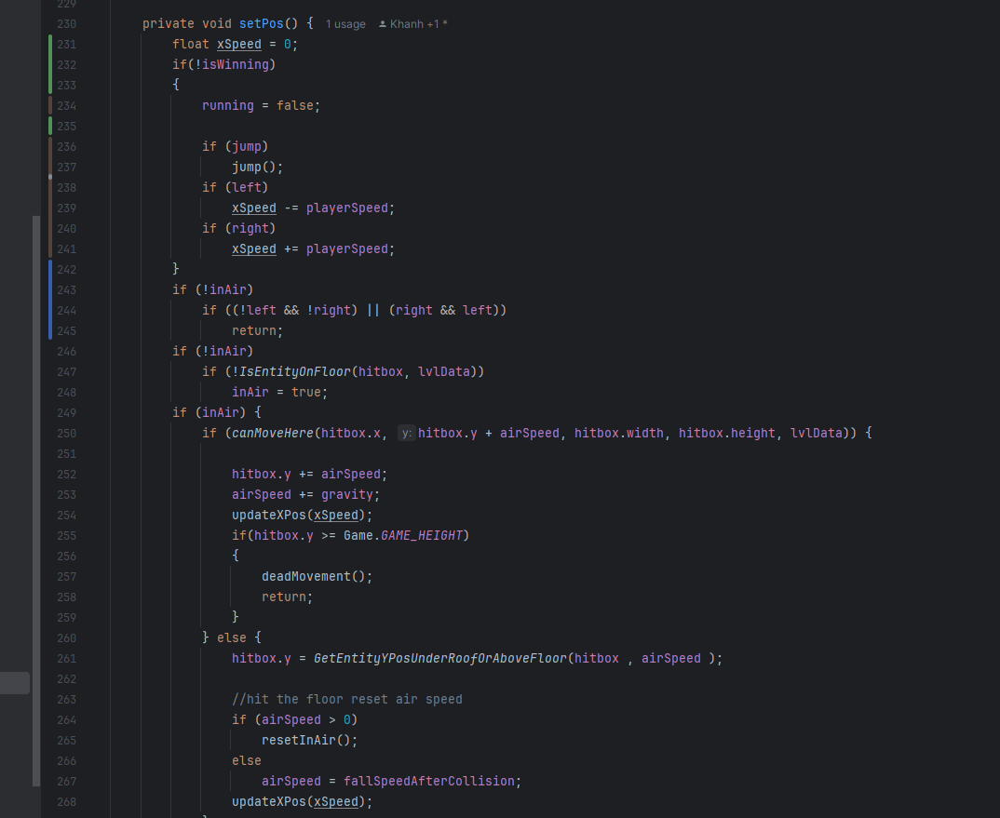 229
230 private void setPos() { 1 usage Khanh +1 *
231 float xSpeed = 0;
232 if(!isWinning)
233 {
234 running = false;
235
236 if (jump)
237 jump();
238 if (left)
239 xSpeed -= playerSpeed;
240 if (right)
241 xSpeed += playerSpeed;
242 }
243 if (!inAir)
244 if ((!left && !right) || (right && left))
245 return;
246 if (!inAir)
247 if (!IsEntityOnFloor(hitbox, lvlData))
248 inAir = true;
249 if (inAir) {
250 if (canMoveHere(hitbox.x, y: hitbox.y + airSpeed, hitbox.width, hitbox.height, lvlData)) {
251
252 hitbox.y += airSpeed;
253 airSpeed += gravity;
254 updateXPos(xSpeed);
255 if(hitbox.y >= Game.GAME_HEIGHT)
256 {
257 deadMovement();
258 return;
259 }
260 } else {
261 hitbox.y = GetEntityYPosUnderRoofOrAboveFloor(hitbox , airSpeed );
262
263 //hit the floor reset air speed
264 if (airSpeed > 0)
265 resetInAir();
266 else
267 airSpeed = fallSpeedAfterCollision;
268 updateXPos(xSpeed);